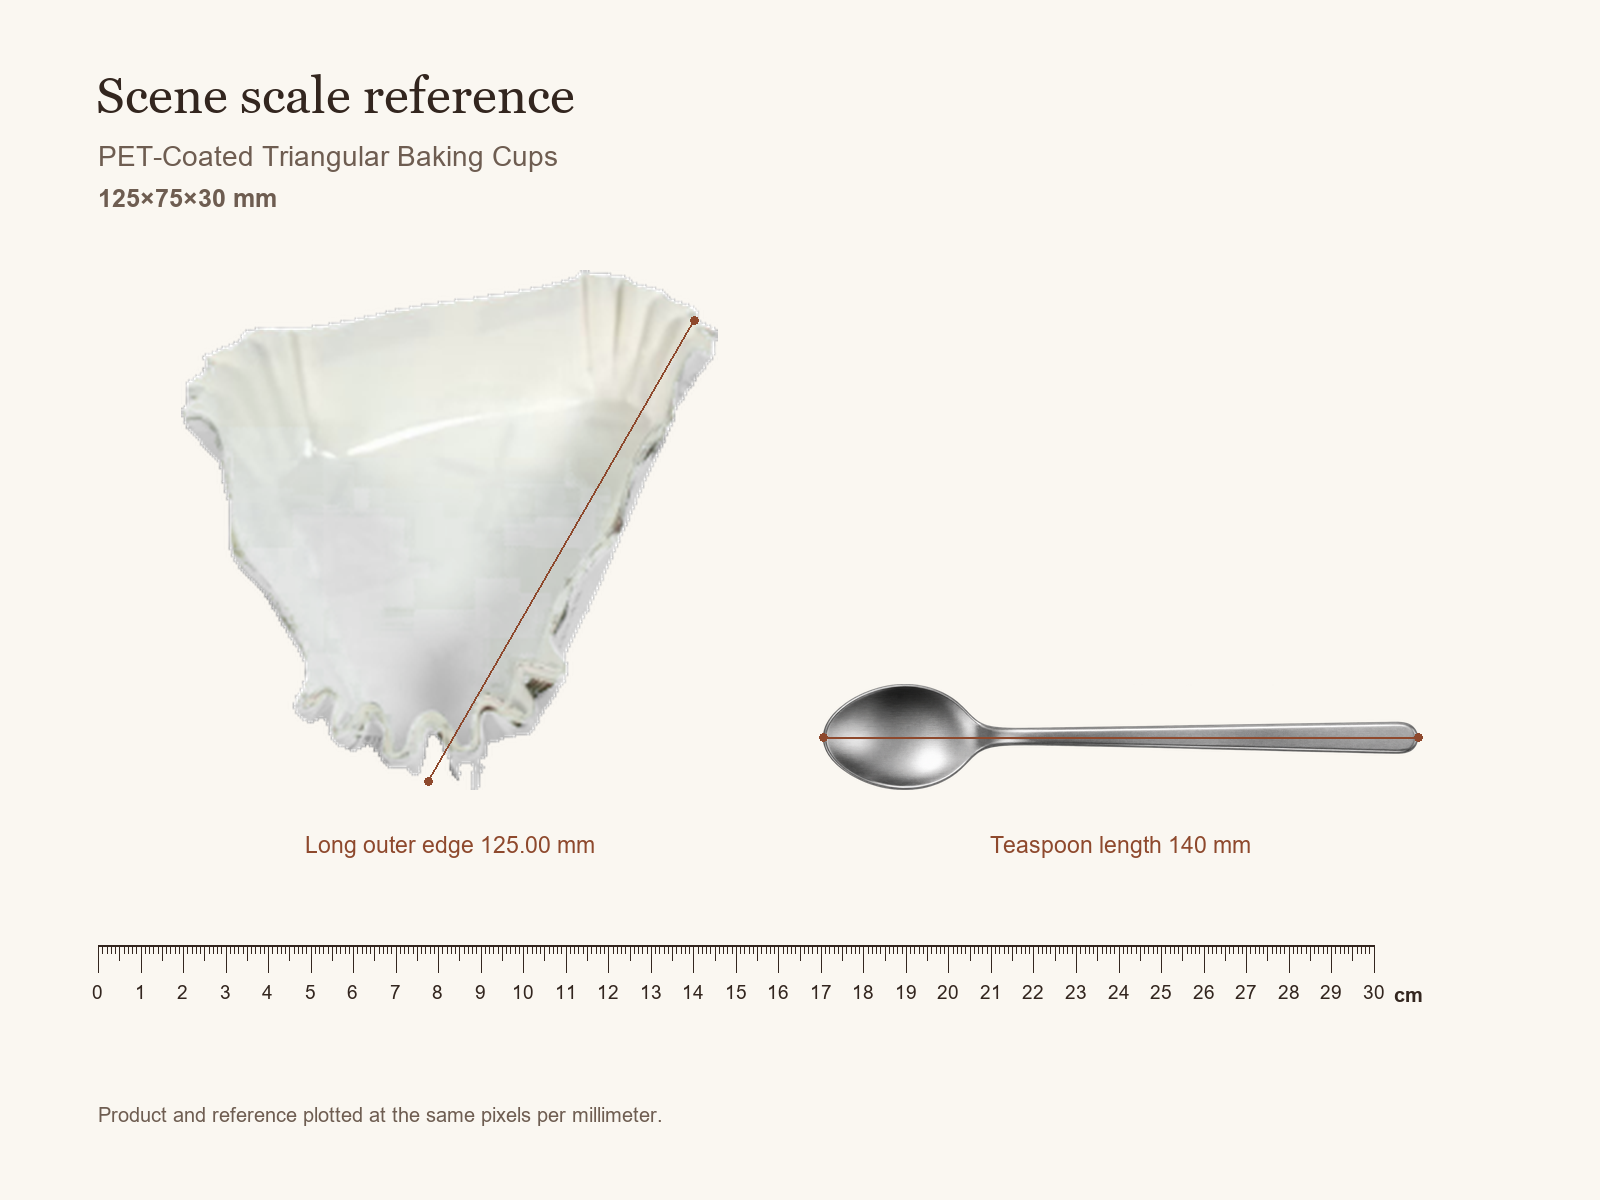 Scene scale reference
PET-Coated Triangular Baking Cups
125×75×30 mm
Long outer edge 125.00 mm
Teaspoon length 140 mm
0 1 2 3 4 5 6 7 8 9 10 11 12 13 14 15 16 17 18 19 20 21 22 23 24 25 26 27 28 29 30 cm
Product and reference plotted at the same pixels per millimeter.